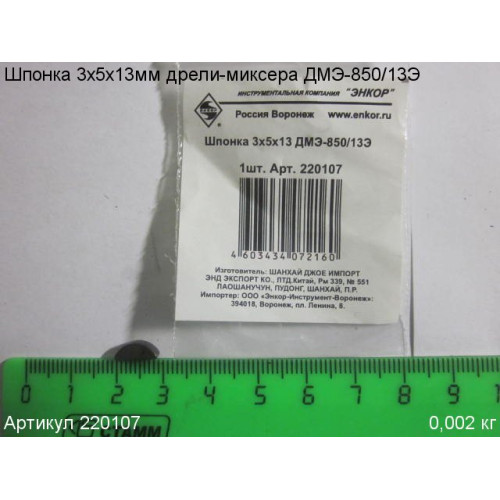 Шпонка 3х5х13мм дрели-миксера ДМЭ-850/13Э
ИНСТРУМЕНТАЛЬНАЯ КОМПАНИЯ "ЭНКОР"
Россия Воронеж www.enkor.ru
Шпонка 3х5х13 ДМЭ-850/13Э
1шт. Арт. 220107
4 603434 072160
Изготовитель: ШАНХАЙ ДЖОЕ ИМПОРТ
ЭНД ЭКСПОРТ КО., ЛТД.Китай, Рм 339, № 551
ЛАОШАНУЧУН, ПУДОНГ, ШАНХАЙ, П.Р.
Импортер: ООО «Энкор-Инструмент-Воронеж»:
394018, Воронеж, пл. Ленина, 8.
0 1 2 3 4 5 6 7 8 9 1
Артикул 220107 0,002 кг
СТАММ